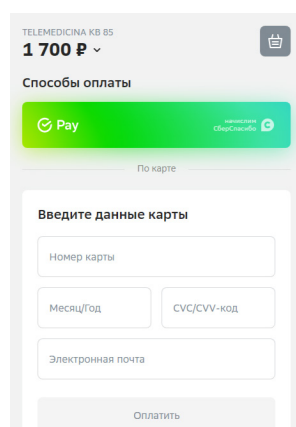 TELEMEDICINA KB 85
1 700 ₽
Способы оплаты
Pay
начислим
СберСпасибо
По карте
Введите данные карты
Номер карты
Месяц/Год
CVC/CVV-код
Электронная почта
Оплатить